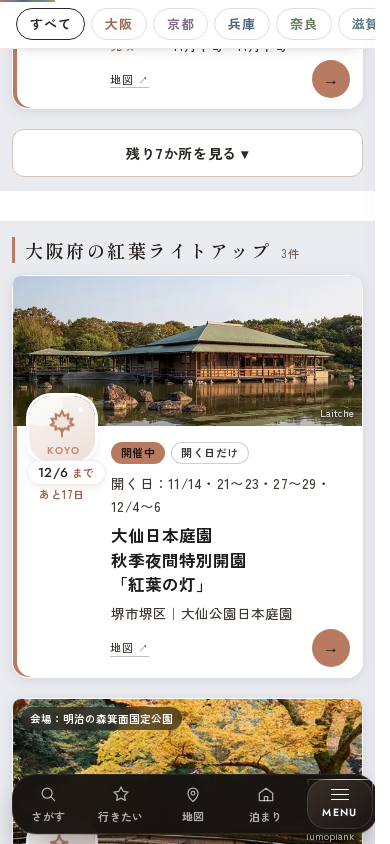 すべて
大阪
京都
兵庫
奈良
滋賀
地図 ↗
→
残り7か所を見る ▾
大阪府の紅葉ライトアップ 3件
Laitche
KOYO
12/6 まで
あと17日
開催中
開く日だけ
開く日：11/14・21〜23・27〜29・
12/4〜6
大仙日本庭園
秋季夜間特別開園
「紅葉の灯」
堺市堺区｜大仙公園日本庭園
地図 ↗
→
会場：明治の森箕面国定公園
さがす
行きたい
地図
泊まり
MENU